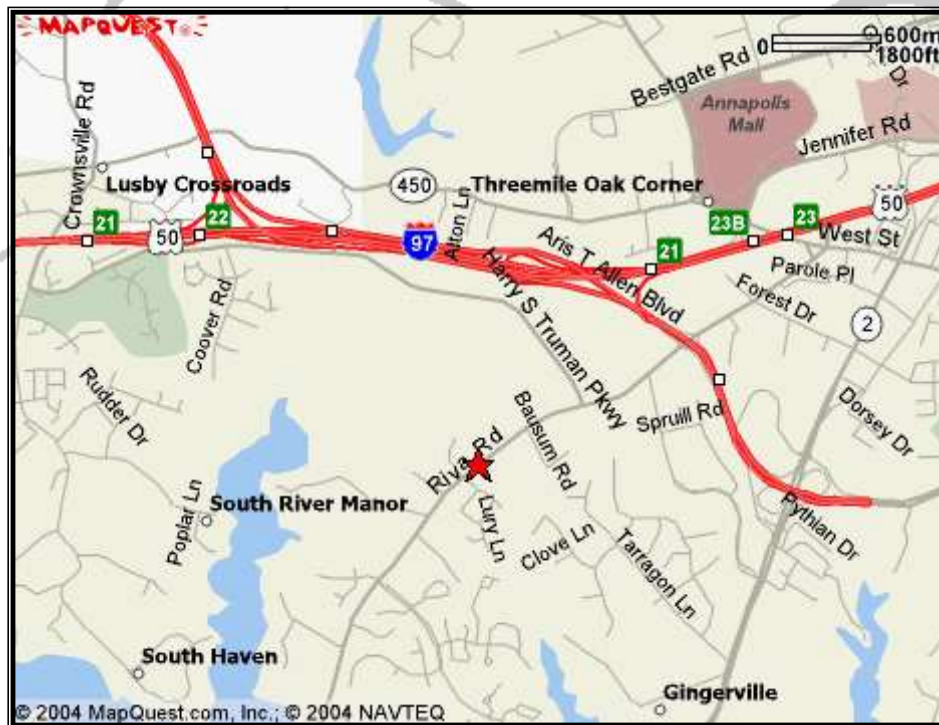 MAPQUEST
600m
0
1800ft
Bestgate Rd
Dr
Annapolis
Mall
Jennifer Rd
Crownsville Rd
Lusby Crossroads
450
Threemile Oak Corner
50
21
50
22
97
Alton Ln
Aris T Allen Blvd
21
23B
23
West St
Parole Pl
Forest Dr
Harry S Truman Pkwy
2
Coover Rd
Rudder Dr
Spruill Rd
Dorsey Dr
Bausum Rd
Riva Rd
Poplar Ln
South River Manor
Lury Ln
Clove Ln
Tarragon Ln
Pythian Dr
South Haven
Gingerville
© 2004 MapQuest.com, Inc.; © 2004 NAVTEQ